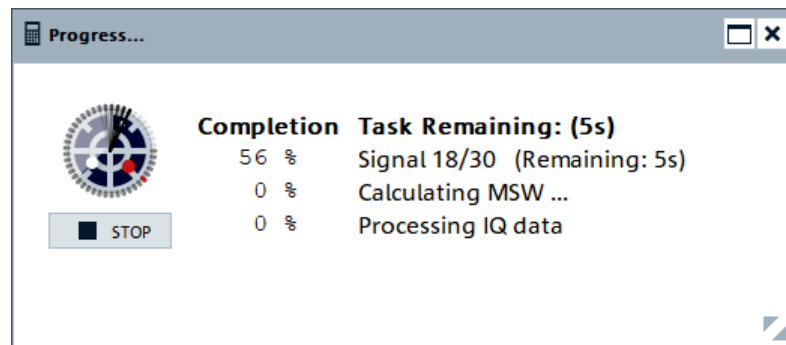 Progress...
Completion Task Remaining: (5s)
56 % Signal 18/30 (Remaining: 5s)
0 % Calculating MSW ...
0 % Processing IQ data
STOP